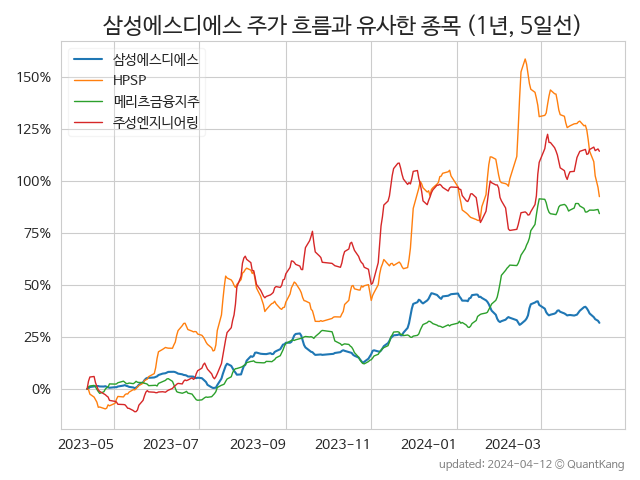 삼성에스디에스 주가 흐름과 유사한 종목 (1년, 5일선)
삼성에스디에스
HPSP
메리츠금융지주
주성엔지니어링
150%
125%
100%
75%
50%
25%
0%
2023-05 2023-07 2023-09 2023-11 2024-01 2024-03
updated: 2024-04-12 © QuantKang